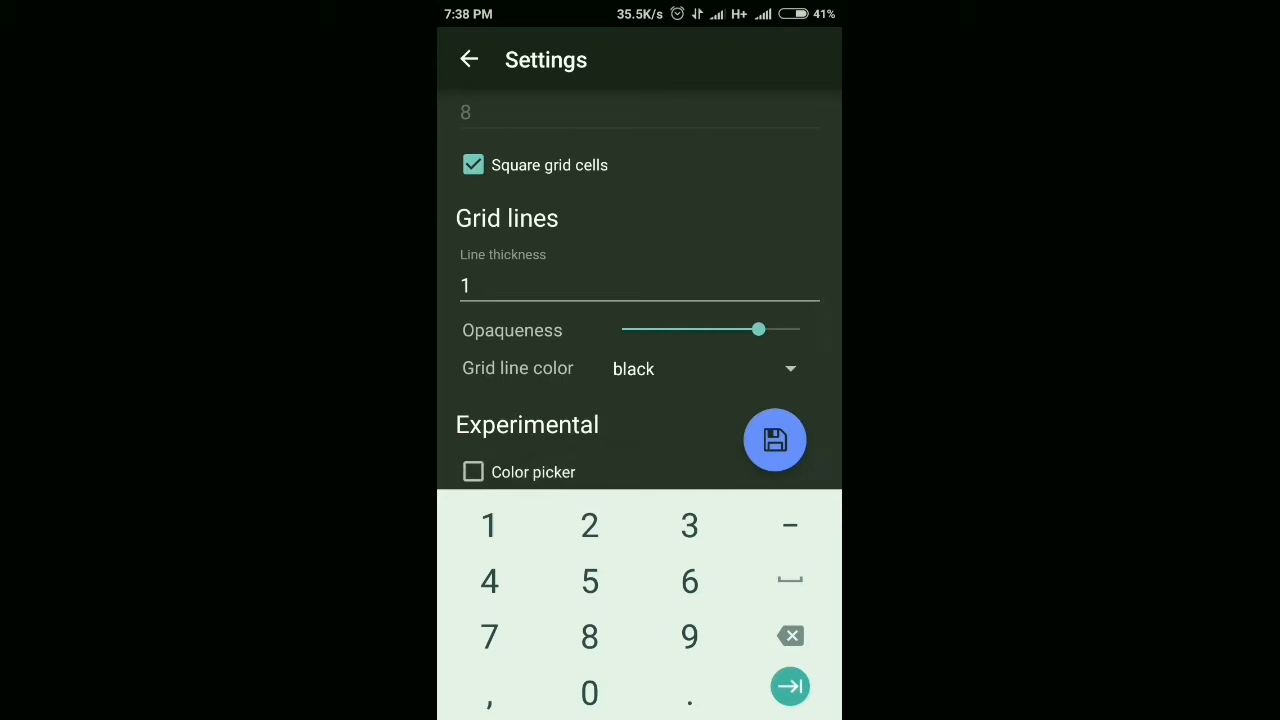 7:38 PM 35.5K/s H+ 41%
Settings
8
Square grid cells
Grid lines
Line thickness
1
Opaqueness
Grid line color black
Experimental
Color picker
1 2 3 −
4 5 6
7 8 9
, 0 .